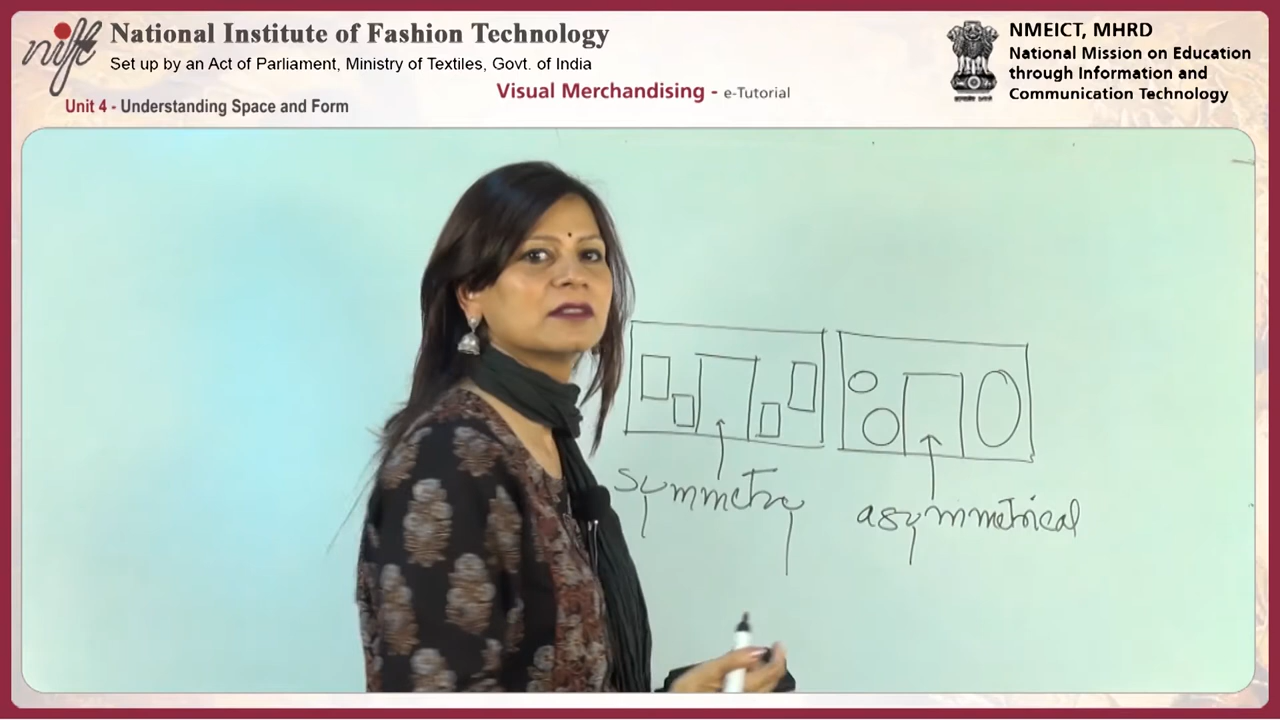 nift
National Institute of Fashion Technology
Set up by an Act of Parliament, Ministry of Textiles, Govt. of India
Unit 4 - Understanding Space and Form
Visual Merchandising - e-Tutorial
NMEICT, MHRD
National Mission on Education
through Information and
Communication Technology
symmetry
asymmetrical